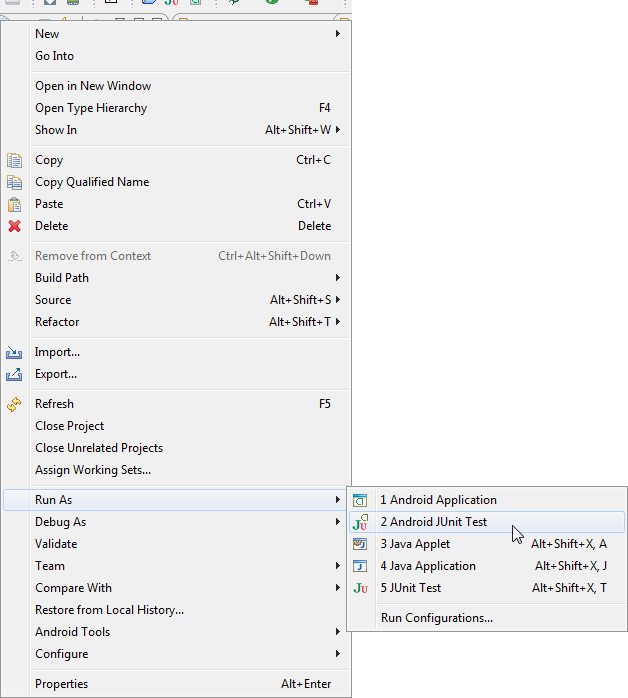 New
Go Into
Open in New Window
Open Type Hierarchy F4
Show In Alt+Shift+W
Copy Ctrl+C
Copy Qualified Name
Paste Ctrl+V
Delete Delete
Remove from Context Ctrl+Alt+Shift+Down
Build Path
Source Alt+Shift+S
Refactor Alt+Shift+T
Import...
Export...
Refresh F5
Close Project
Close Unrelated Projects
Assign Working Sets...
Run As
Debug As
Validate
Team
Compare With
Restore from Local History...
Android Tools
Configure
Properties Alt+Enter
1 Android Application
2 Android JUnit Test
3 Java Applet Alt+Shift+X, A
4 Java Application Alt+Shift+X, J
5 JUnit Test Alt+Shift+X, T
Run Configurations...